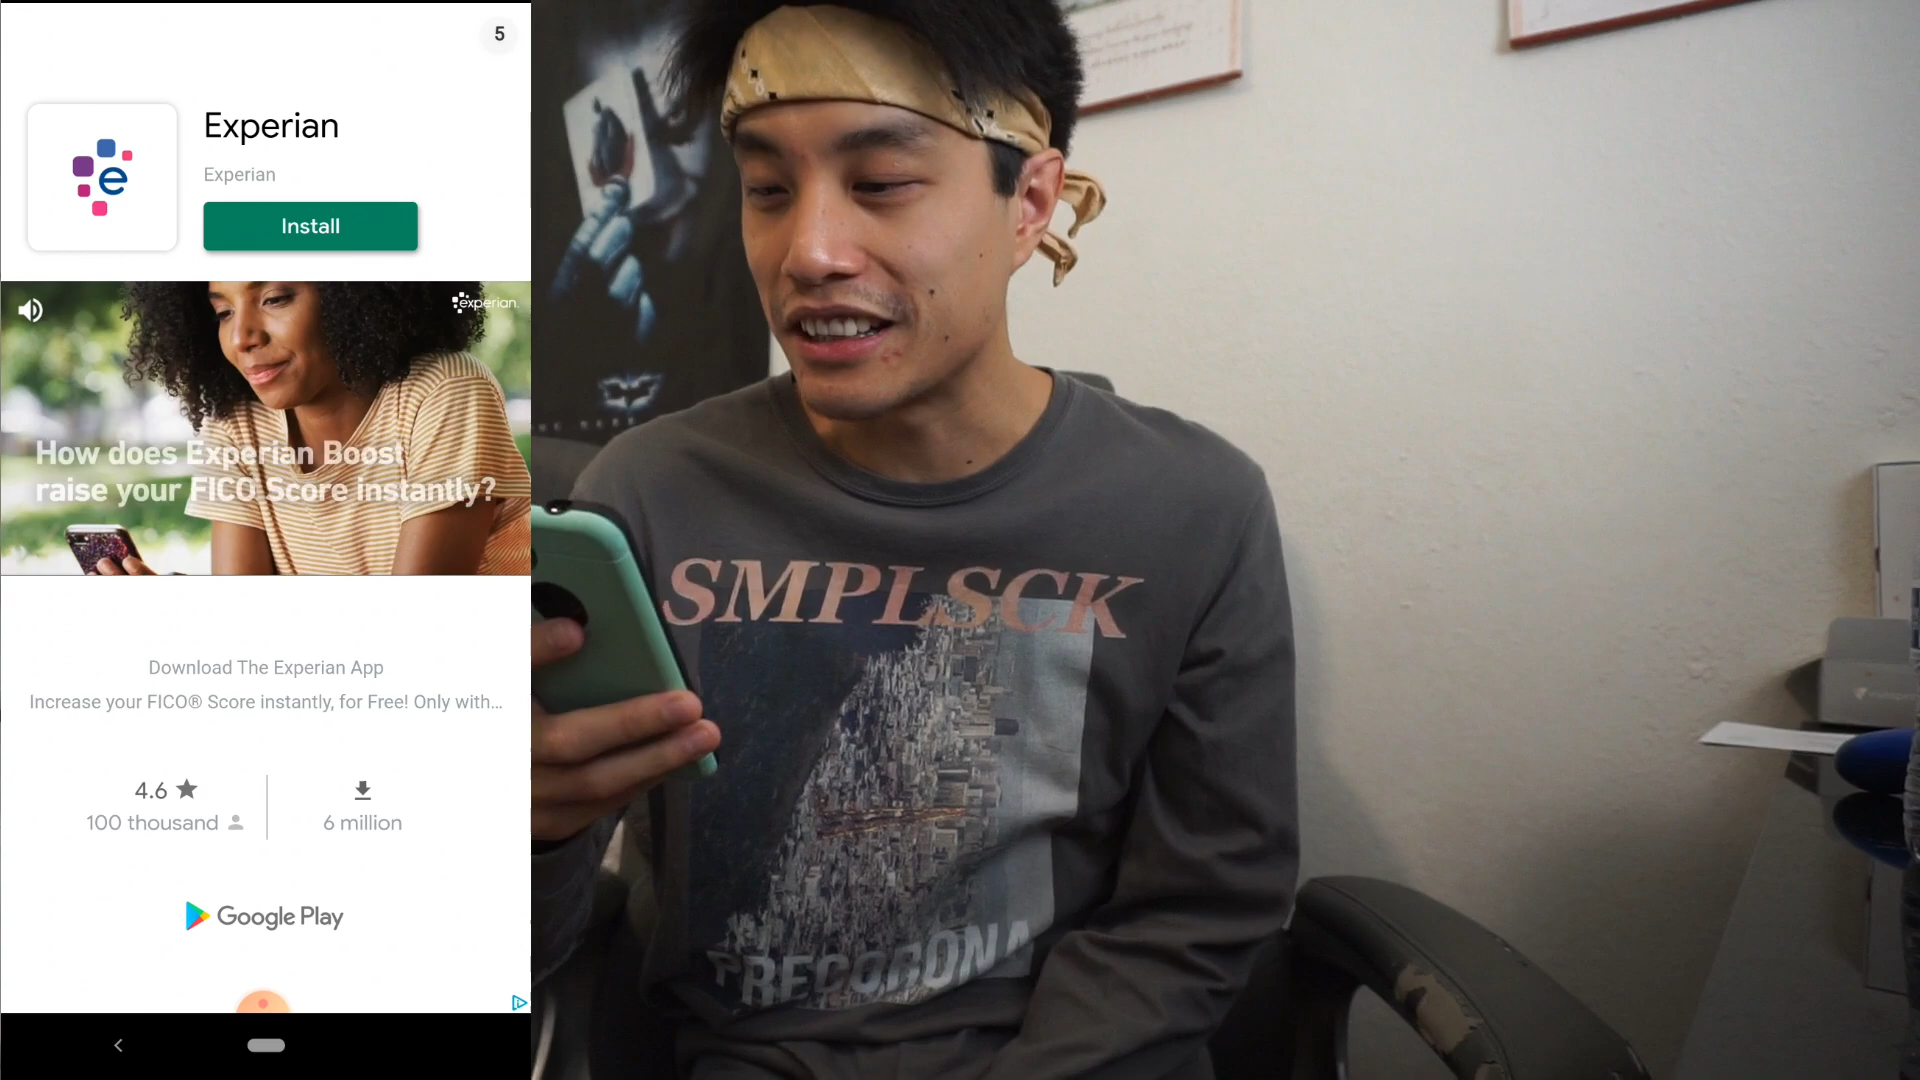 5
Experian
Experian
Install
experian.
How does Experian Boost
raise your FICO Score instantly?
Download The Experian App
Increase your FICO® Score instantly, for Free! Only with...
4.6
100 thousand
6 million
Google Play
SMPLSCK
PRECORONA